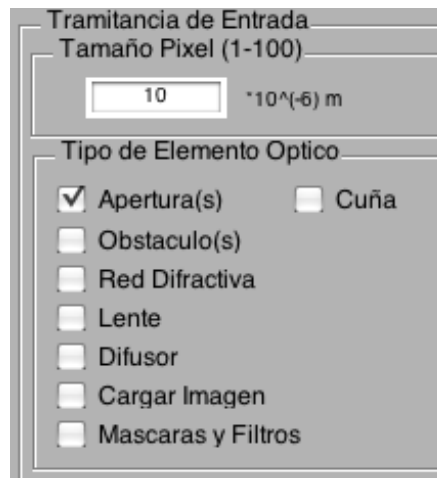 Tramitancia de Entrada
Tamaño Pixel (1-100)
10 *10^(-6) m
Tipo de Elemento Optico
Apertura(s) Cuña
Obstaculo(s)
Red Difractiva
Lente
Difusor
Cargar Imagen
Mascaras y Filtros